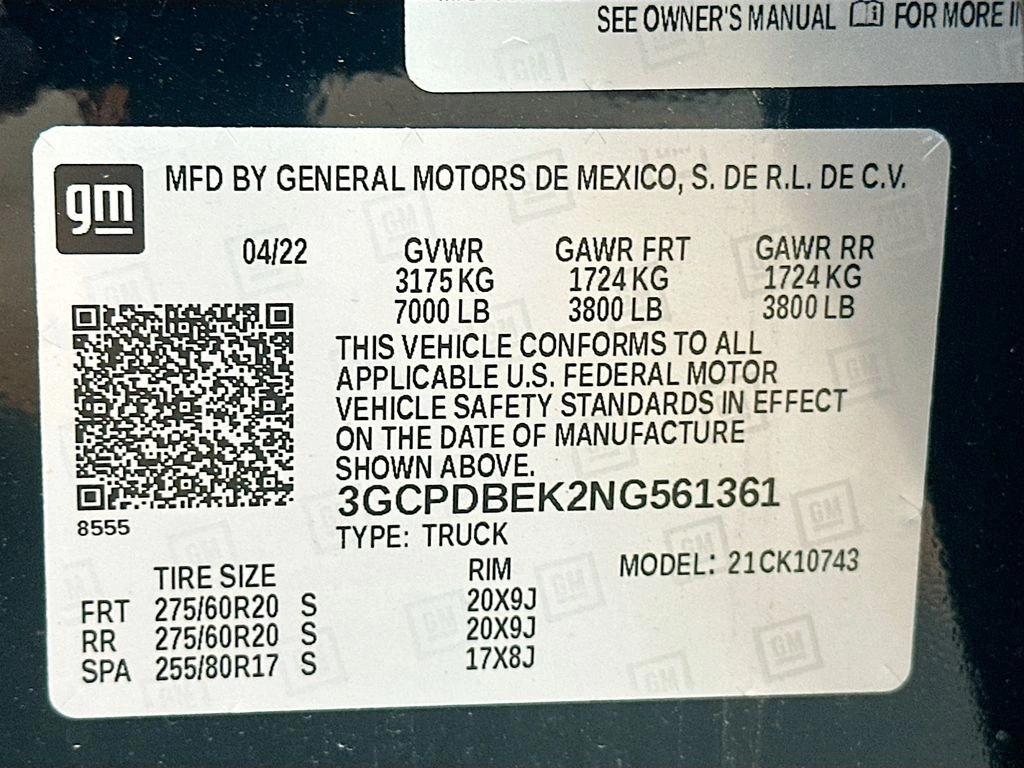 SEE OWNER'S MANUAL FOR MORE
gm
MFD BY GENERAL MOTORS DE MEXICO, S. DE R.L. DE C.V.
04/22 GVWR GAWR FRT GAWR RR
3175 KG 1724 KG 1724 KG
7000 LB 3800 LB 3800 LB
THIS VEHICLE CONFORMS TO ALL
APPLICABLE U.S. FEDERAL MOTOR
VEHICLE SAFETY STANDARDS IN EFFECT
ON THE DATE OF MANUFACTURE
SHOWN ABOVE.
3GCPDBEK2NG561361
8555
TYPE: TRUCK
MODEL: 21CK10743
TIRE SIZE RIM
FRT 275/60R20 S 20X9J
RR 275/60R20 S 20X9J
SPA 255/80R17 S 17X8J